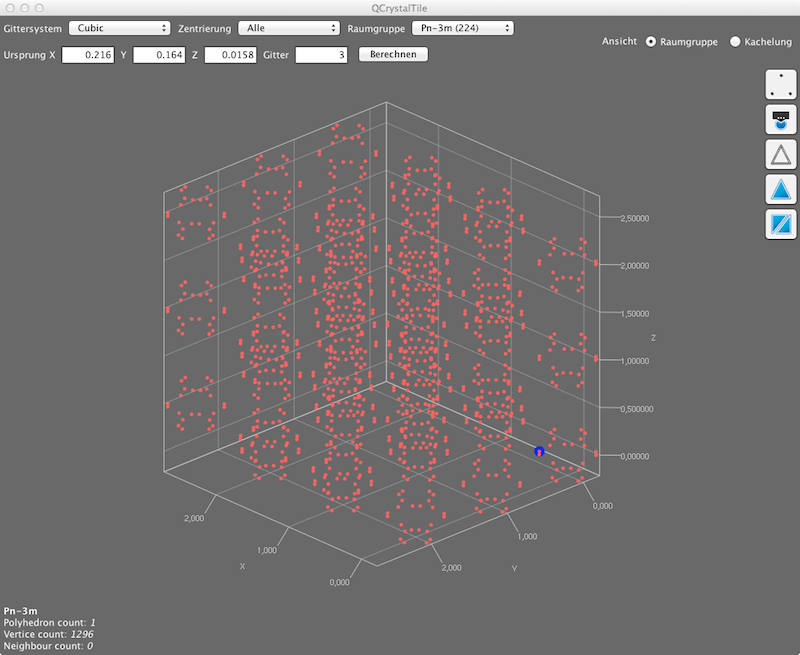 QCrystalTile
Gittersystem Cubic Zentrierung Alle Raumgruppe Pn-3m (224)
Ansicht Raumgruppe Kachelung
Ursprung X 0.216 Y 0.164 Z 0.0158 Gitter 3 Berechnen
2,50000
2,00000
1,50000
Z
1,00000
0,500000
0,00000
0,000
2,000
1,000
1,000
X
2,000
Y
0,000
Pn-3m
Polyhedron count: 1
Vertice count: 1296
Neighbour count: 0